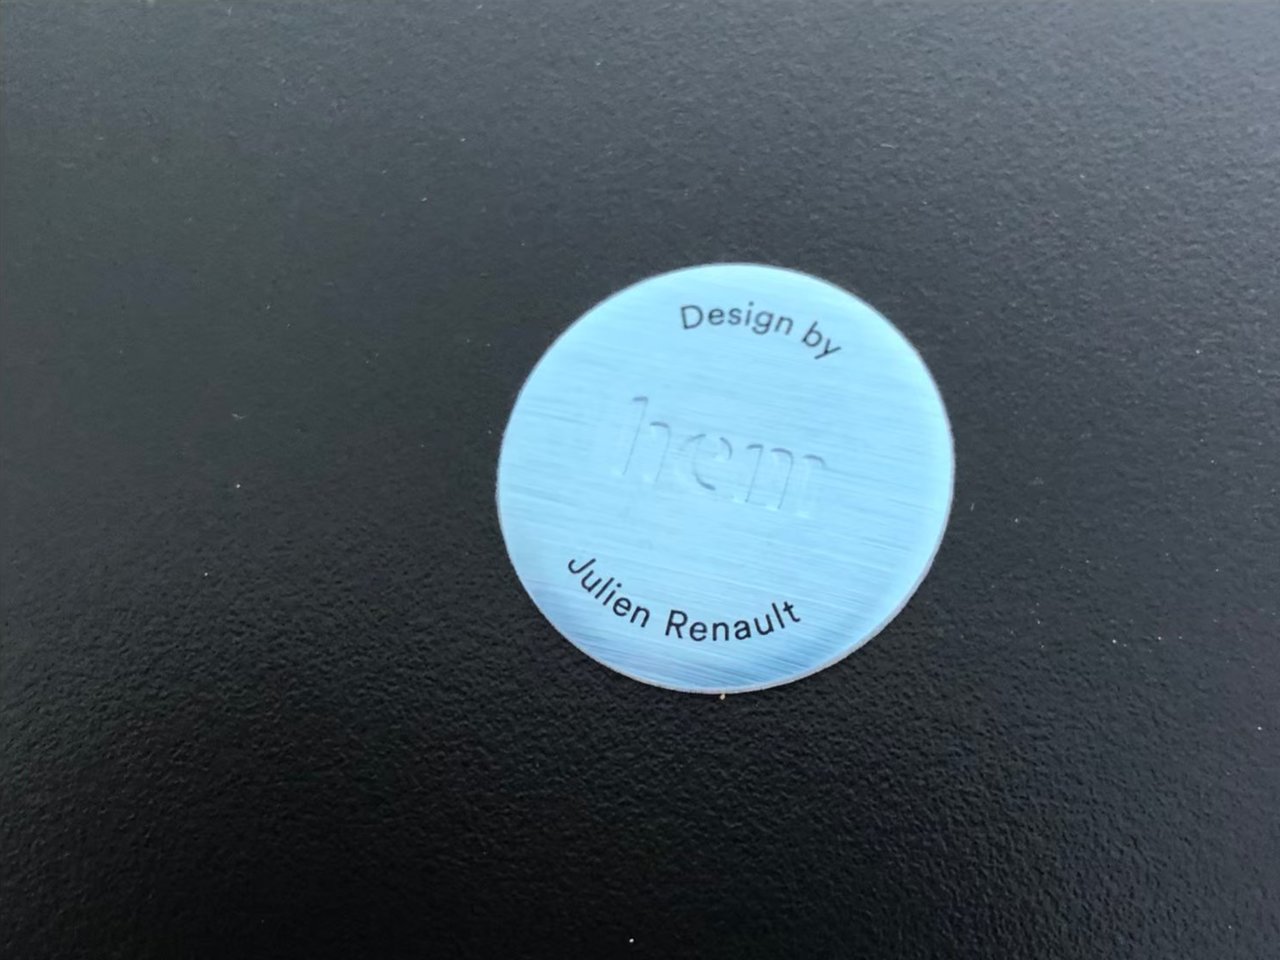 Design by
hem
Julien Renault